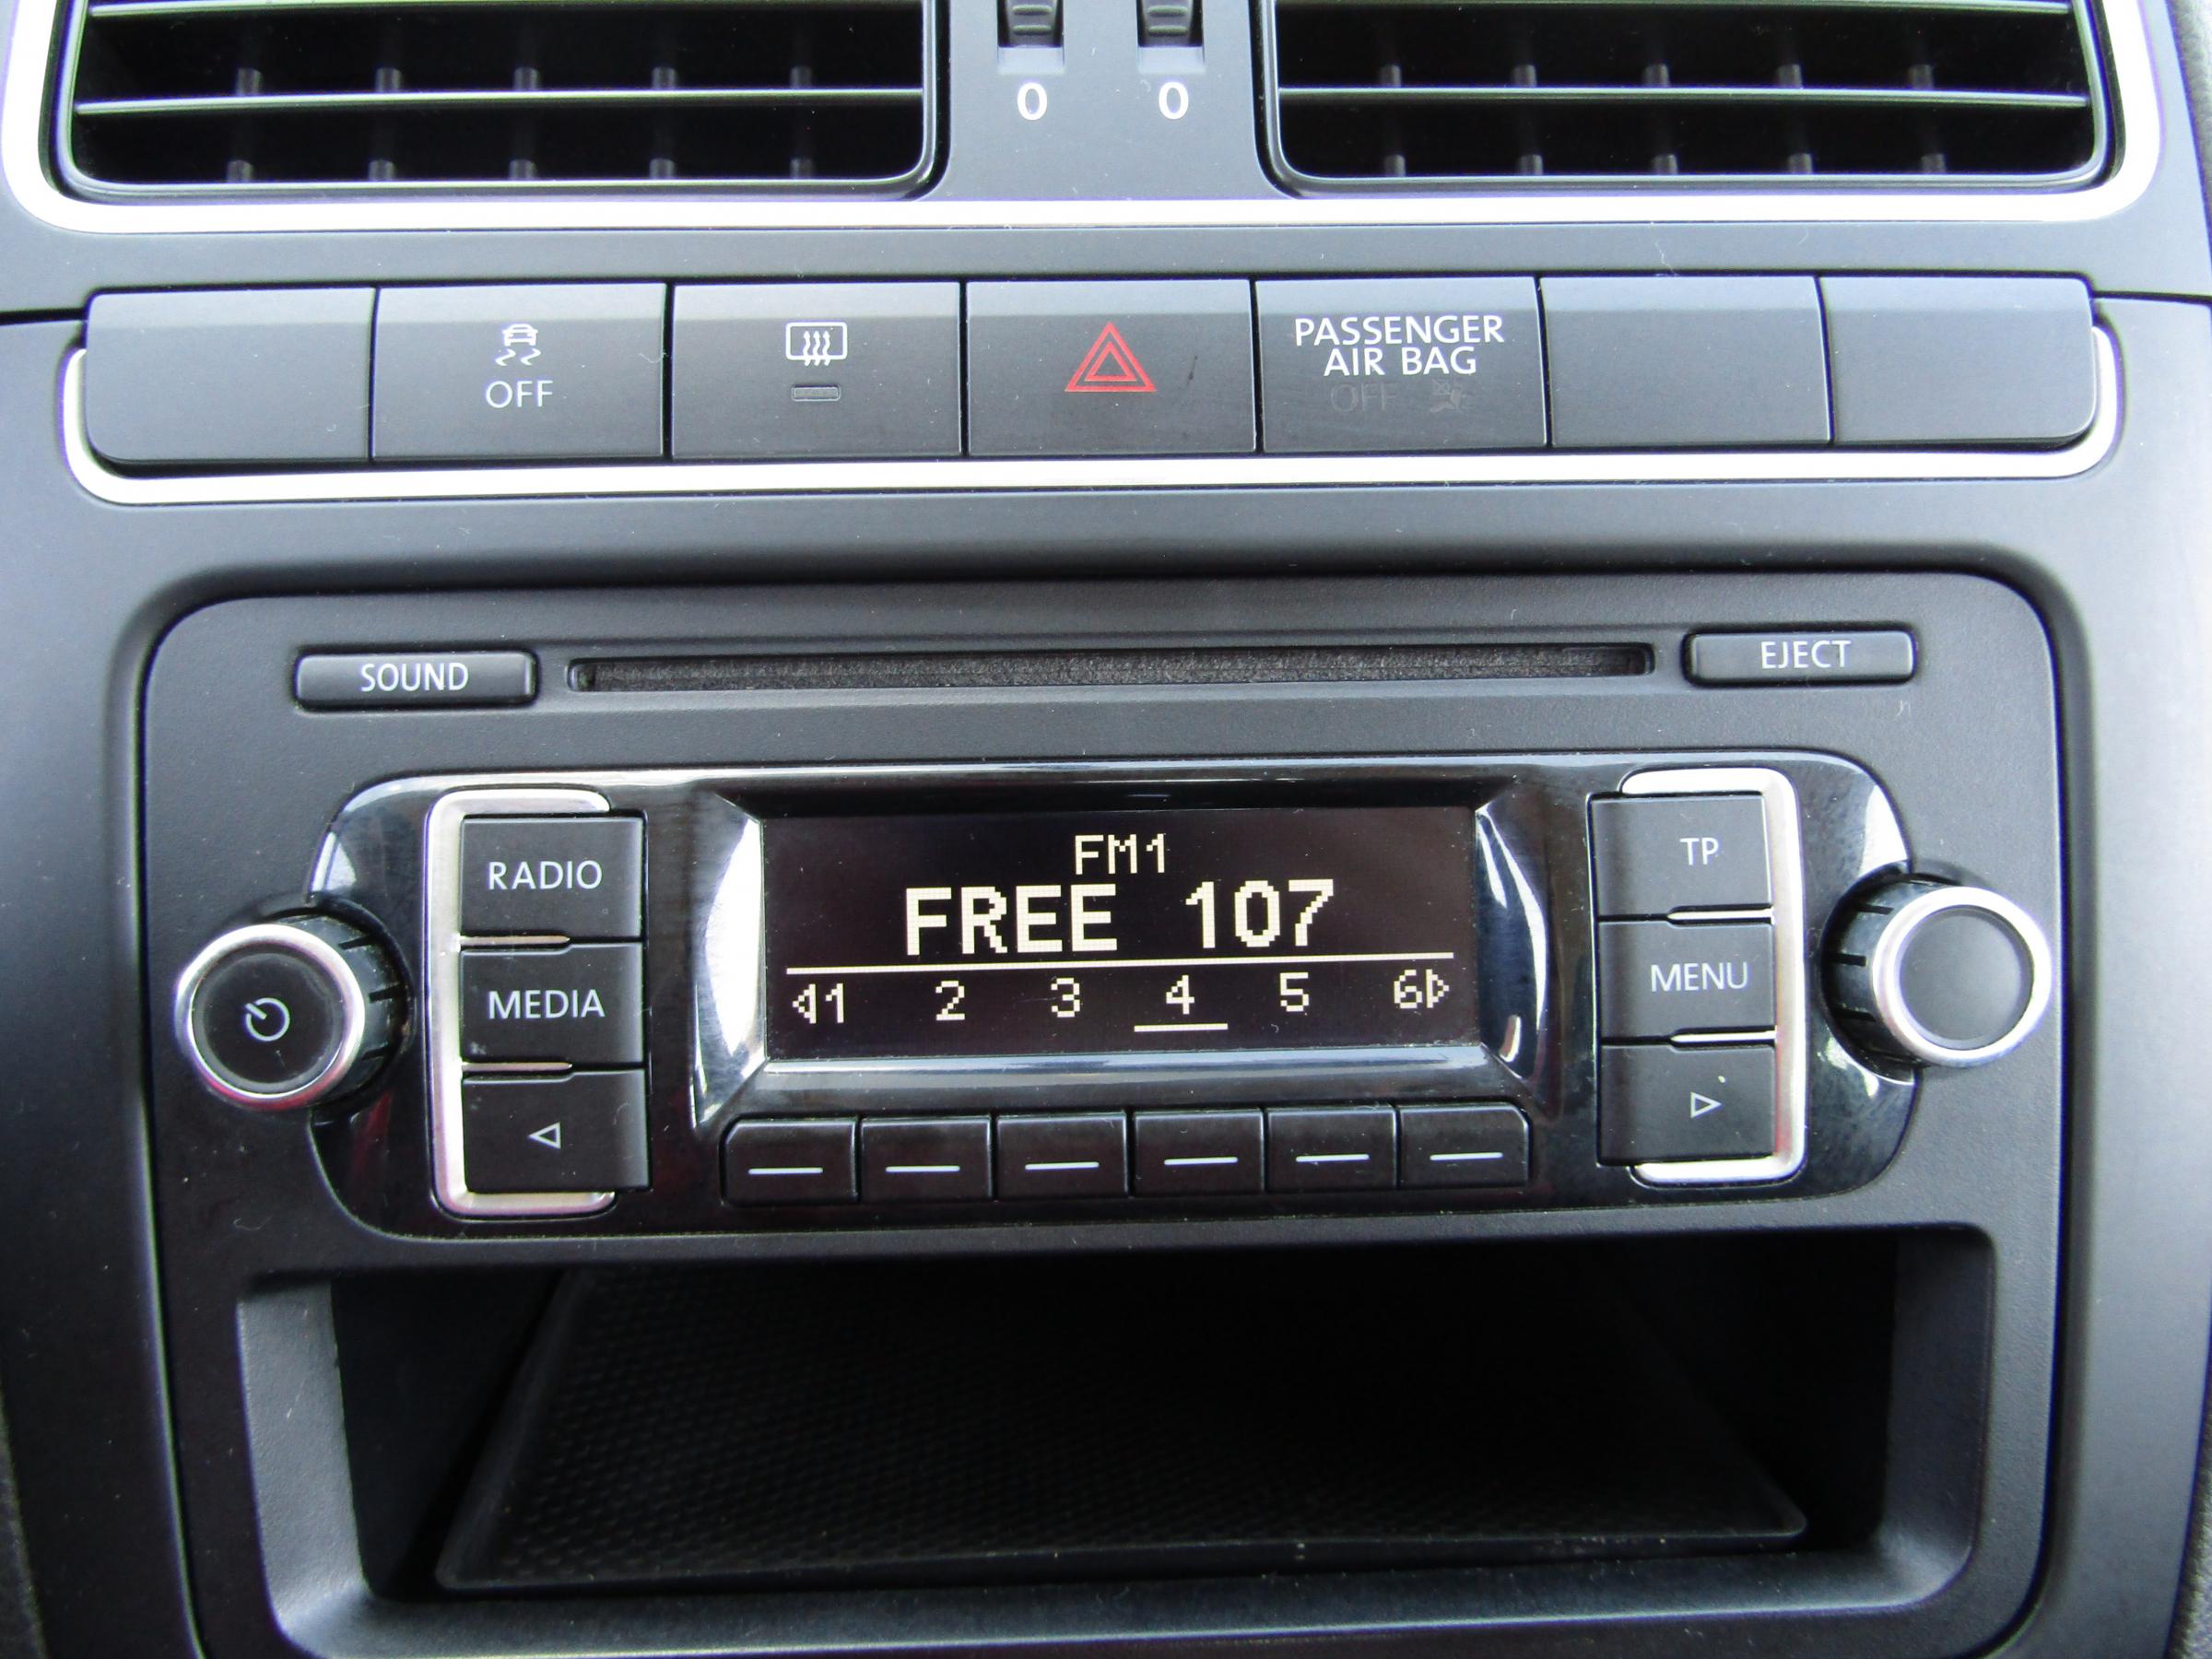 0 0
OFF
PASSENGER
AIR BAG
OFF
SOUND
EJECT
RADIO
MEDIA
FM1
FREE 107
1 2 3 4 5 6
TP
MENU